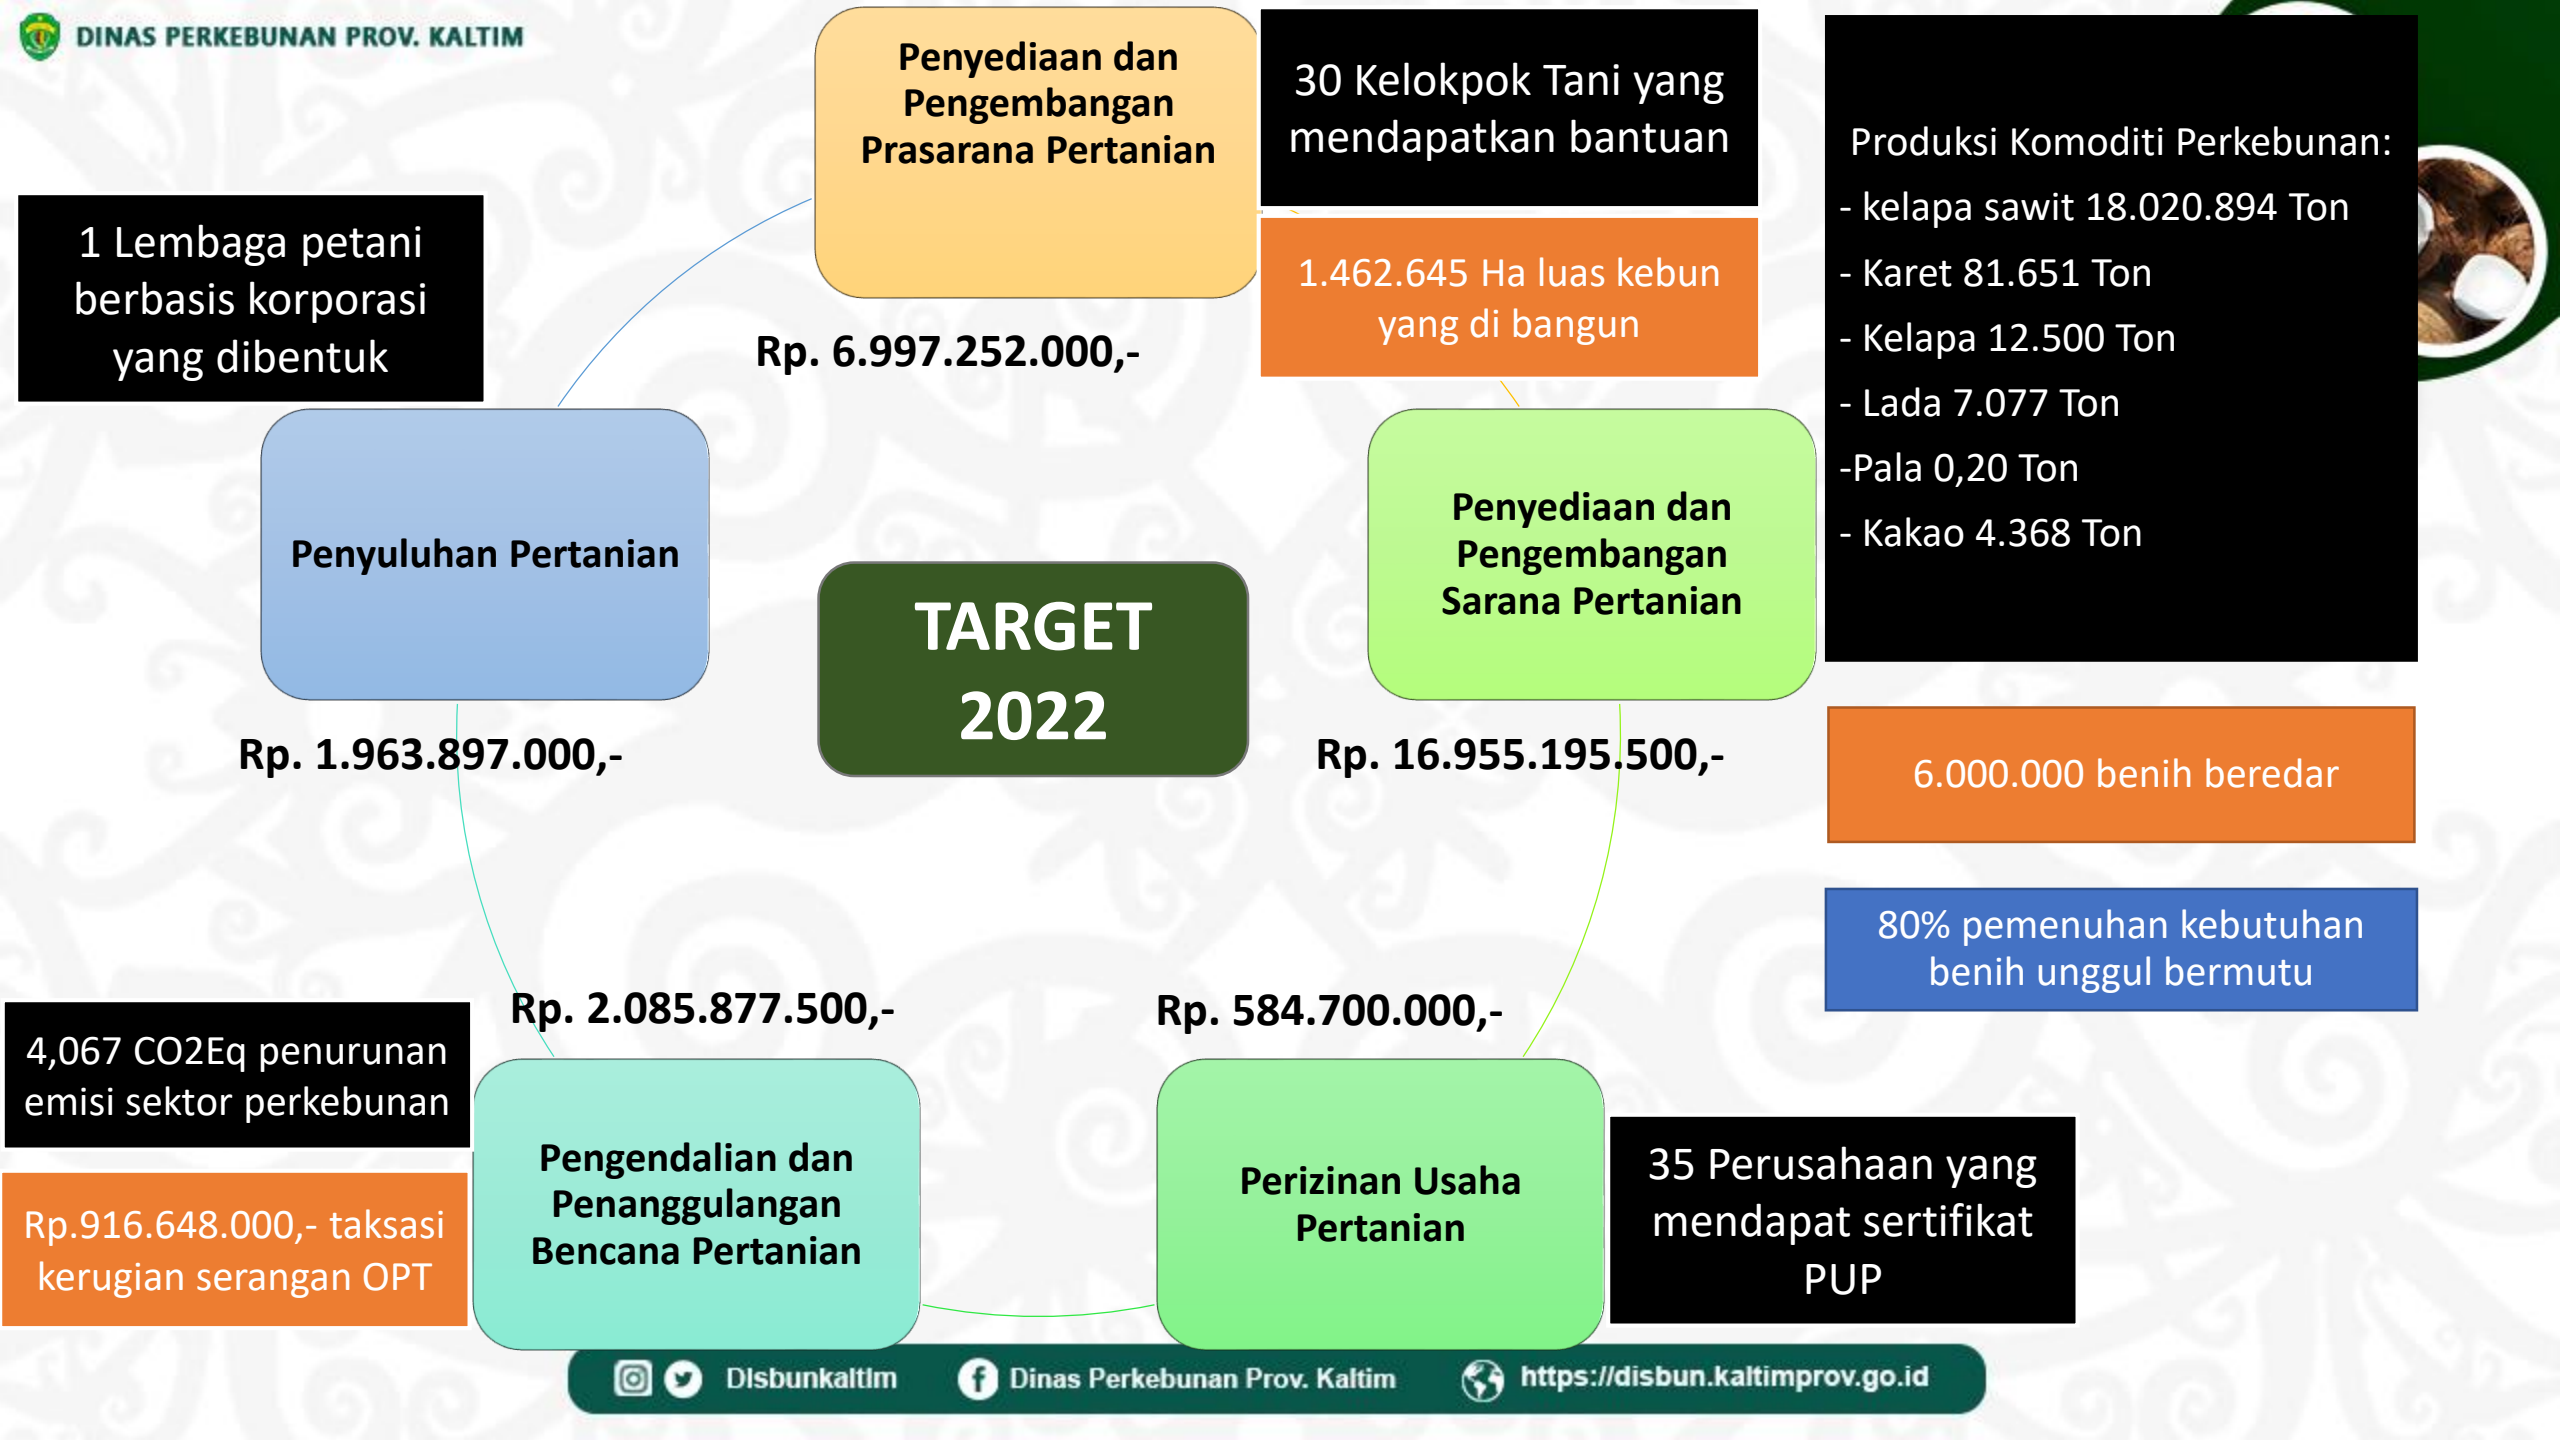 DINAS PERKEBUNAN PROV. KALTIM
Penyediaan dan
Pengembangan
Prasarana Pertanian
30 Kelokpok Tani yang
mendapatkan bantuan
1.462.645 Ha luas kebun
yang di bangun
Rp. 6.997.252.000,-
Produksi Komoditi Perkebunan:
- kelapa sawit 18.020.894 Ton
- Karet 81.651 Ton
- Kelapa 12.500 Ton
- Lada 7.077 Ton
-Pala 0,20 Ton
- Kakao 4.368 Ton
1 Lembaga petani
berbasis korporasi
yang dibentuk
Penyuluhan Pertanian
Rp. 1.963.897.000,-
TARGET
2022
Penyediaan dan
Pengembangan
Sarana Pertanian
Rp. 16.955.195.500,-
6.000.000 benih beredar
80% pemenuhan kebutuhan
benih unggul bermutu
Rp. 2.085.877.500,-
Rp. 584.700.000,-
4,067 CO2Eq penurunan
emisi sektor perkebunan
Rp.916.648.000,- taksasi
kerugian serangan OPT
Pengendalian dan
Penanggulangan
Bencana Pertanian
Perizinan Usaha
Pertanian
35 Perusahaan yang
mendapat sertifikat
PUP
Disbunkaltim
Dinas Perkebunan Prov. Kaltim
https://disbun.kaltimprov.go.id